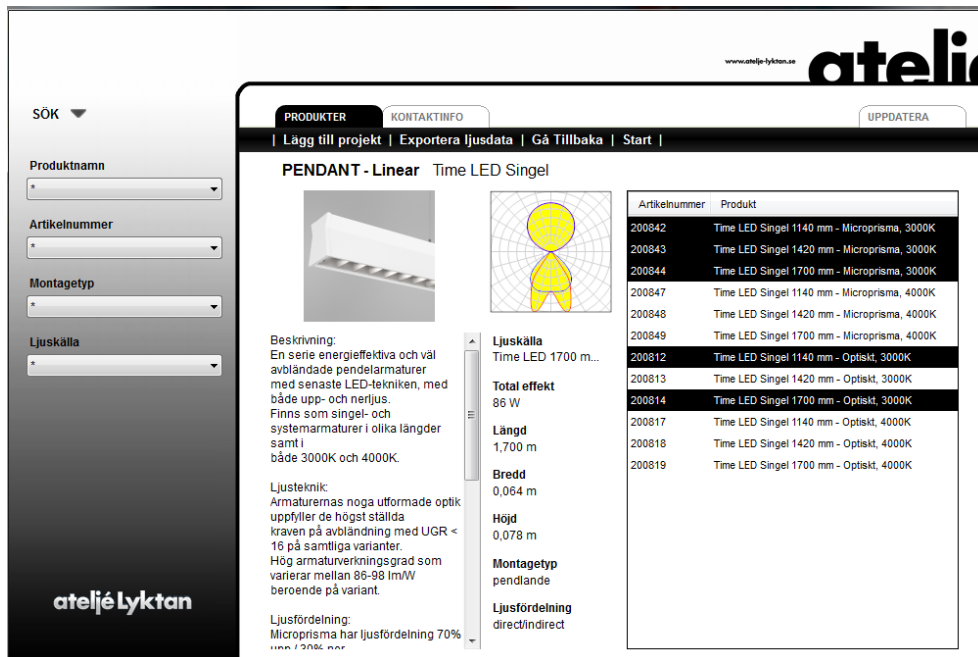 www.atelje-lyktan.se
SÖK
PRODUKTER
KONTAKTINFO
UPPDATERA
| Lägg till projekt | Exportera ljusdata | Gå Tillbaka | Start |
Produktnamn
*
Artikelnummer
*
Montagetyp
*
Ljuskälla
*
ateljé Lyktan
PENDANT - Linear Time LED Singel
Beskrivning:
En serie energieffektiva och väl
avbländade pendelarmaturer
med senaste LED-tekniken, med
både upp- och nerljus.
Finns som singel- och
systemarmaturer i olika längder
samt i
både 3000K och 4000K.
Ljusteknik:
Armaturernas noga utformade optik
uppfyller de högst ställda
kraven på avbländning med UGR <
16 på samtliga varianter.
Hög armaturverkningsgrad som
varierar mellan 86-98 lm/W
beroende på variant.
Ljusfördelning:
Microprisma har ljusfördelning 70%
Ljuskälla
Time LED 1700 m...
Total effekt
86 W
Längd
1,700 m
Bredd
0,064 m
Höjd
0,078 m
Montagetyp
pendlande
Ljusfördelning
direct/indirect
Artikelnummer Produkt
200842 Time LED Singel 1140 mm - Microprisma, 3000K
200843 Time LED Singel 1420 mm - Microprisma, 3000K
200844 Time LED Singel 1700 mm - Microprisma, 3000K
200847 Time LED Singel 1140 mm - Microprisma, 4000K
200848 Time LED Singel 1420 mm - Microprisma, 4000K
200849 Time LED Singel 1700 mm - Microprisma, 4000K
200812 Time LED Singel 1140 mm - Optiskt, 3000K
200813 Time LED Singel 1420 mm - Optiskt, 3000K
200814 Time LED Singel 1700 mm - Optiskt, 3000K
200817 Time LED Singel 1140 mm - Optiskt, 4000K
200818 Time LED Singel 1420 mm - Optiskt, 4000K
200819 Time LED Singel 1700 mm - Optiskt, 4000K